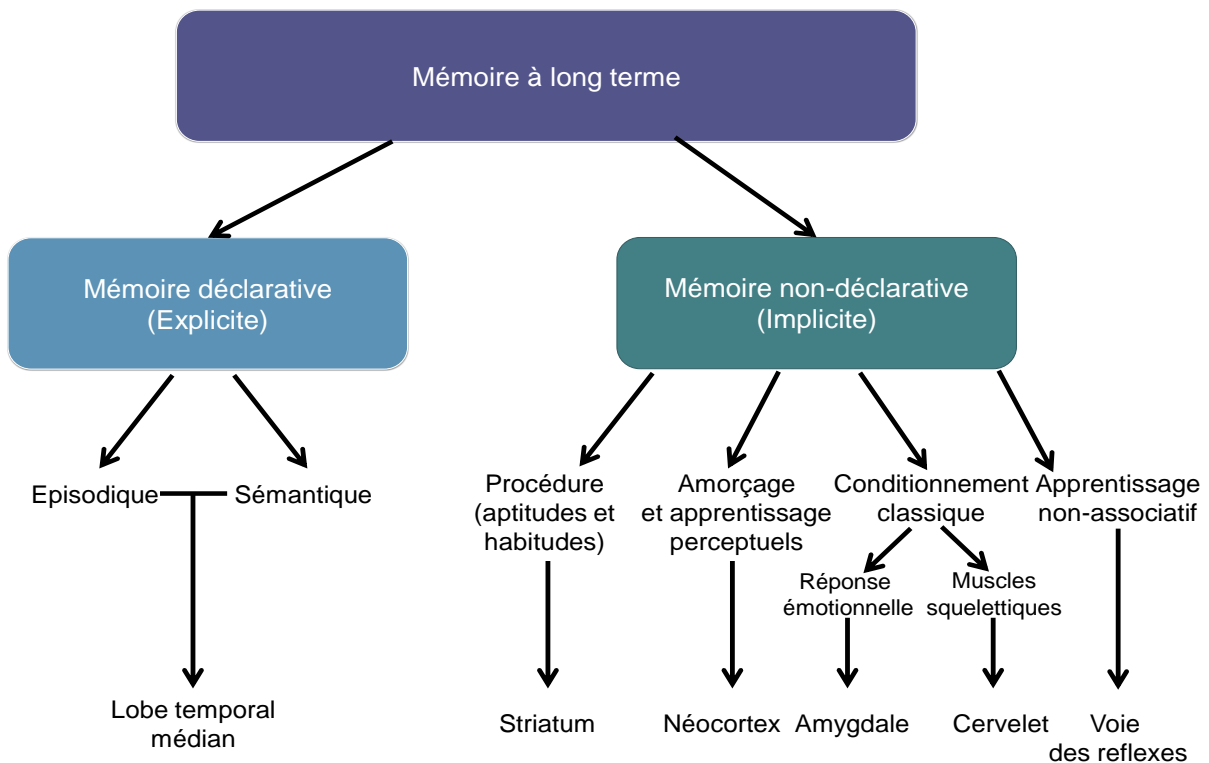 Mémoire à long terme
Mémoire déclarative
(Explicite)
Mémoire non-déclarative
(Implicite)
Episodique
Sémantique
Procédure
(aptitudes et
habitudes)
Amorçage
et apprentissage
perceptuels
Conditionnement
classique
Apprentissage
non-associatif
Réponse
émotionnelle
Muscles
squelettiques
Lobe temporal
médian
Striatum
Néocortex
Amygdale
Cervelet
Voie
des reflexes